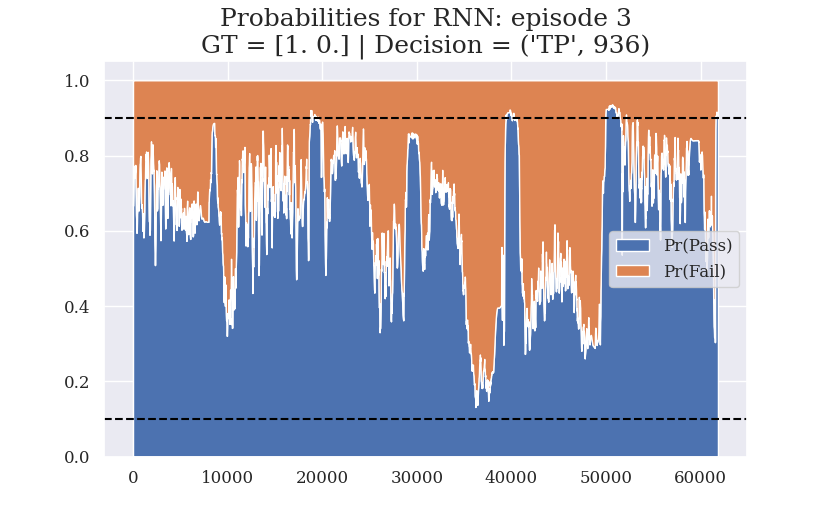 Probabilities for RNN: episode 3
GT = [1. 0.] | Decision = ('TP', 936)
1.0
0.8
0.6
0.4
0.2
0.0
Pr(Pass)
Pr(Fail)
0 10000 20000 30000 40000 50000 60000